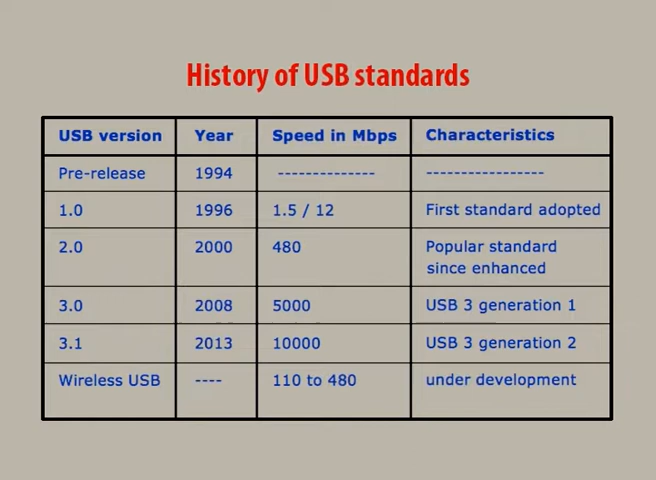 History of USB standards
USB version Year Speed in Mbps Characteristics
Pre-release 1994 -------------- -----------------
1.0 1996 1.5 / 12 First standard adopted
2.0 2000 480 Popular standard
since enhanced
3.0 2008 5000 USB 3 generation 1
3.1 2013 10000 USB 3 generation 2
Wireless USB ---- 110 to 480 under development